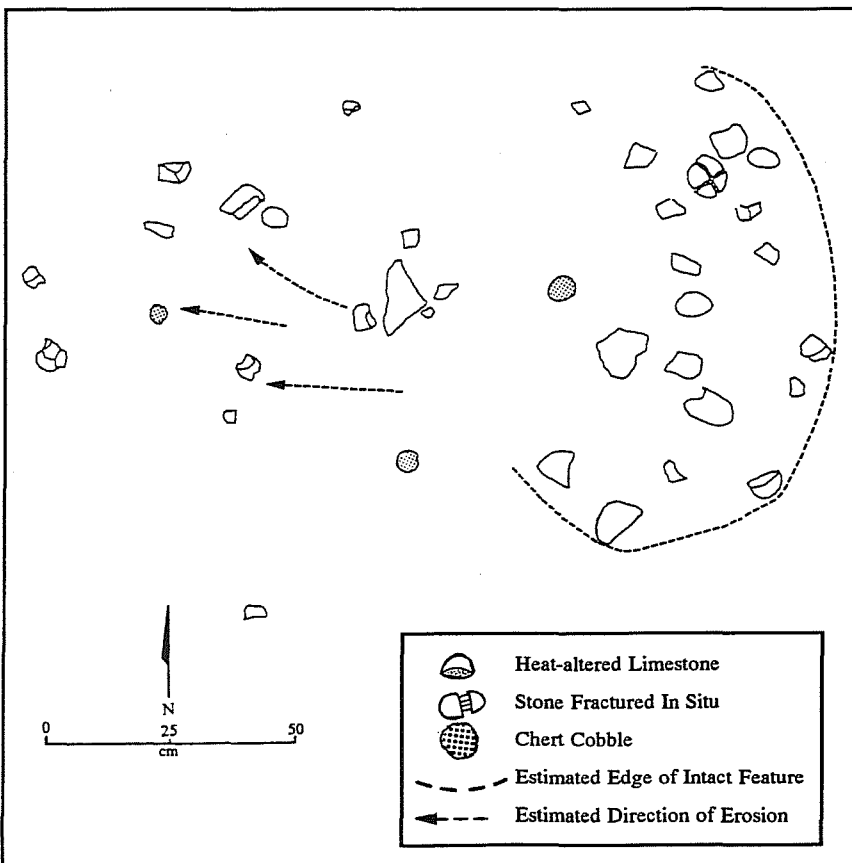 Heat-altered Limestone
Stone Fractured In Situ
Chert Cobble
Estimated Edge of Intact Feature
Estimated Direction of Erosion
N
0 25 50
cm